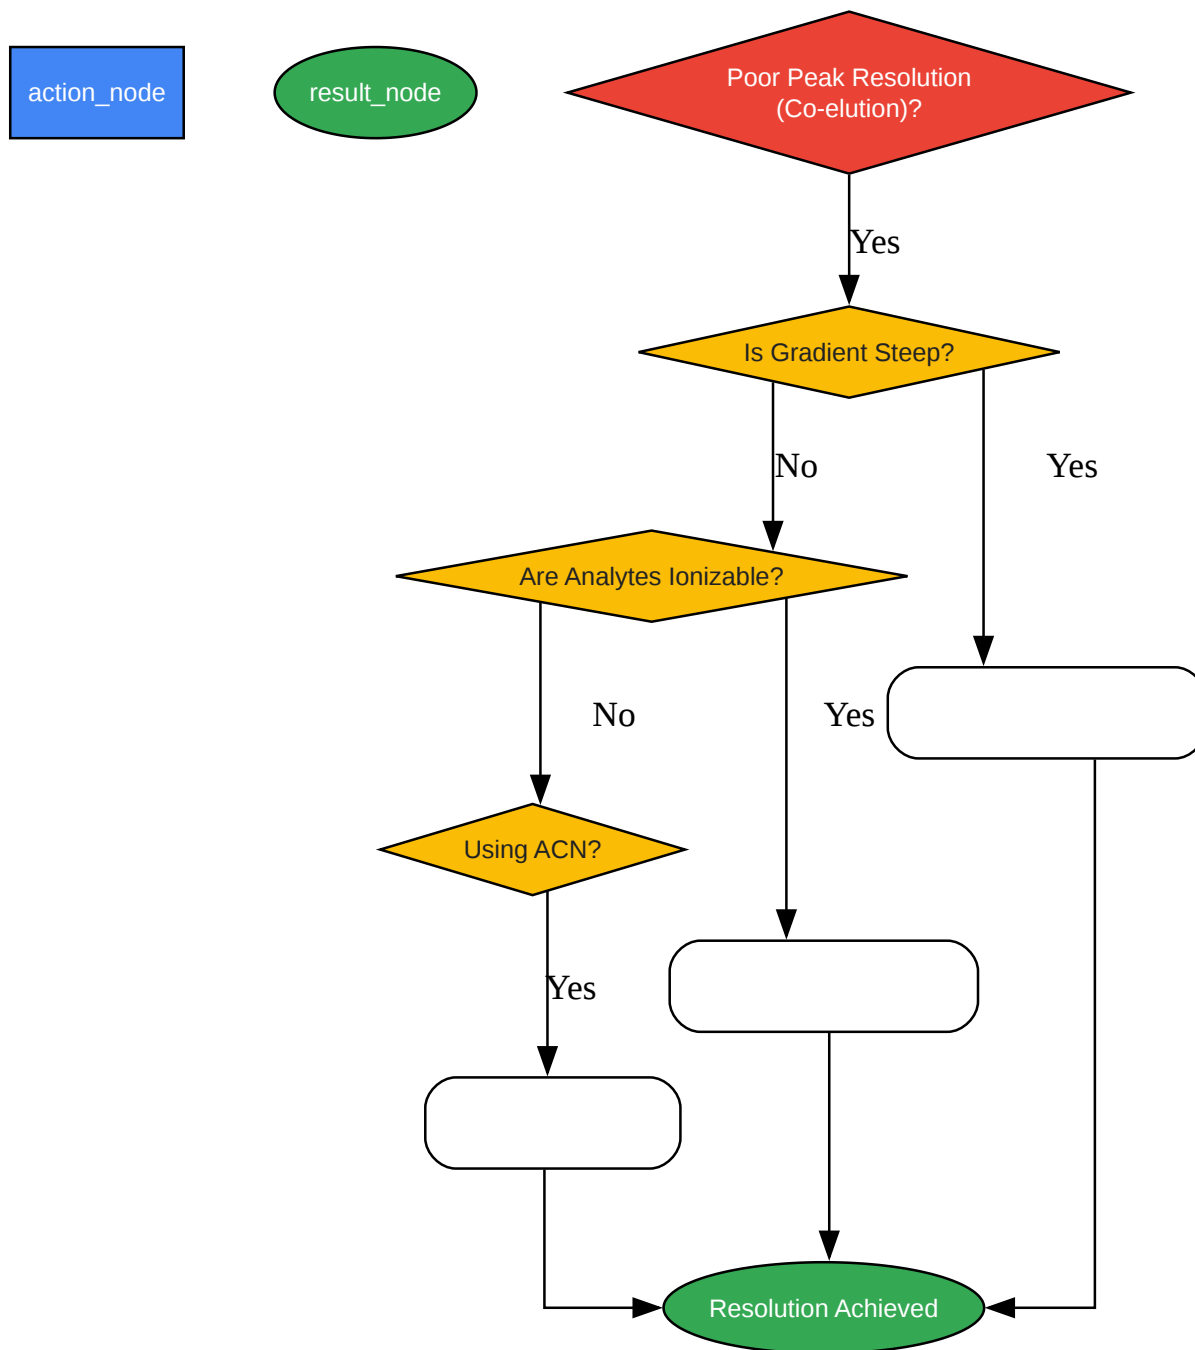 action_node
result_node
Poor Peak Resolution
(Co-elution)?
Yes
Is Gradient Steep?
No
Yes
Are Analytes Ionizable?
No
Yes
Using ACN?
Yes
Resolution Achieved